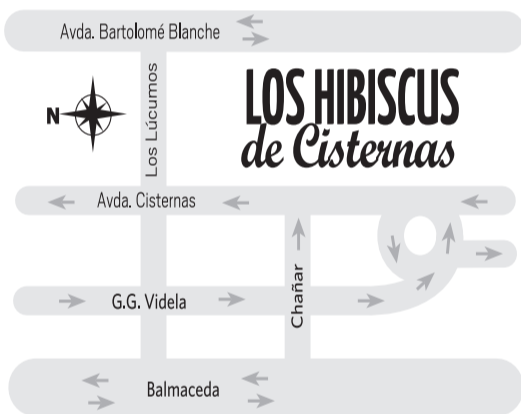 Avda. Bartolomé Blanche
Los Lúcumos
N
LOS HIBISCUS
de Cisternas
Avda. Cisternas
Chañar
G.G. Videla
Balmaceda